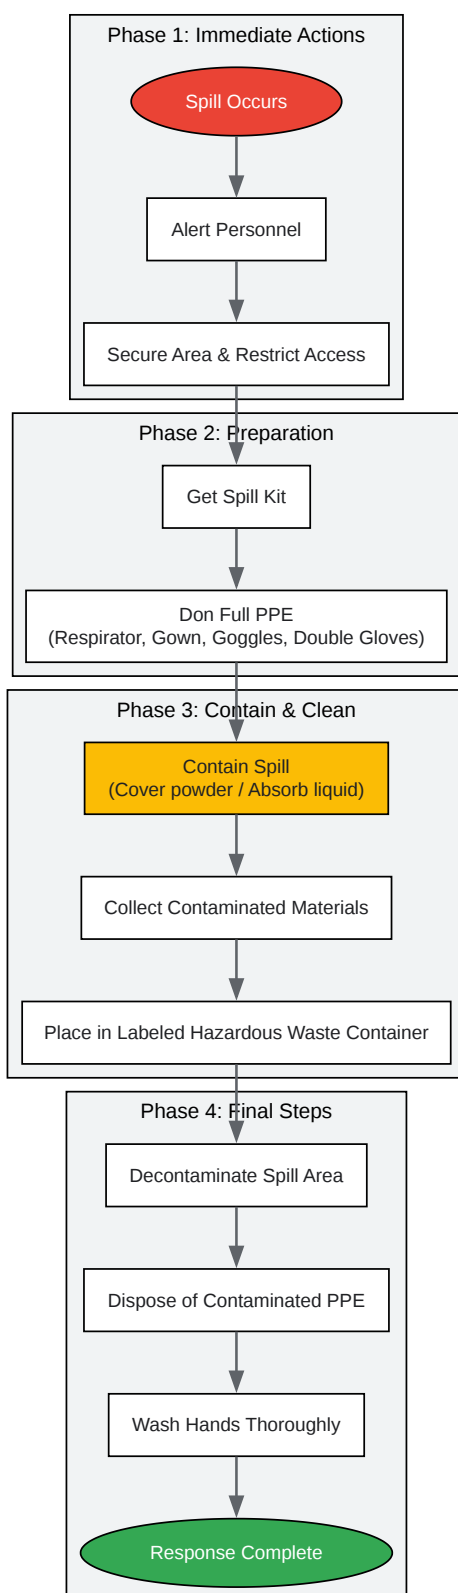 Phase 1: Immediate Actions
Spill Occurs
Alert Personnel
Secure Area & Restrict Access
Phase 2: Preparation
Get Spill Kit
Don Full PPE
(Respirator, Gown, Goggles, Double Gloves)
Phase 3: Contain & Clean
Contain Spill
(Cover powder / Absorb liquid)
Collect Contaminated Materials
Place in Labeled Hazardous Waste Container
Phase 4: Final Steps
Decontaminate Spill Area
Dispose of Contaminated PPE
Wash Hands Thoroughly
Response Complete